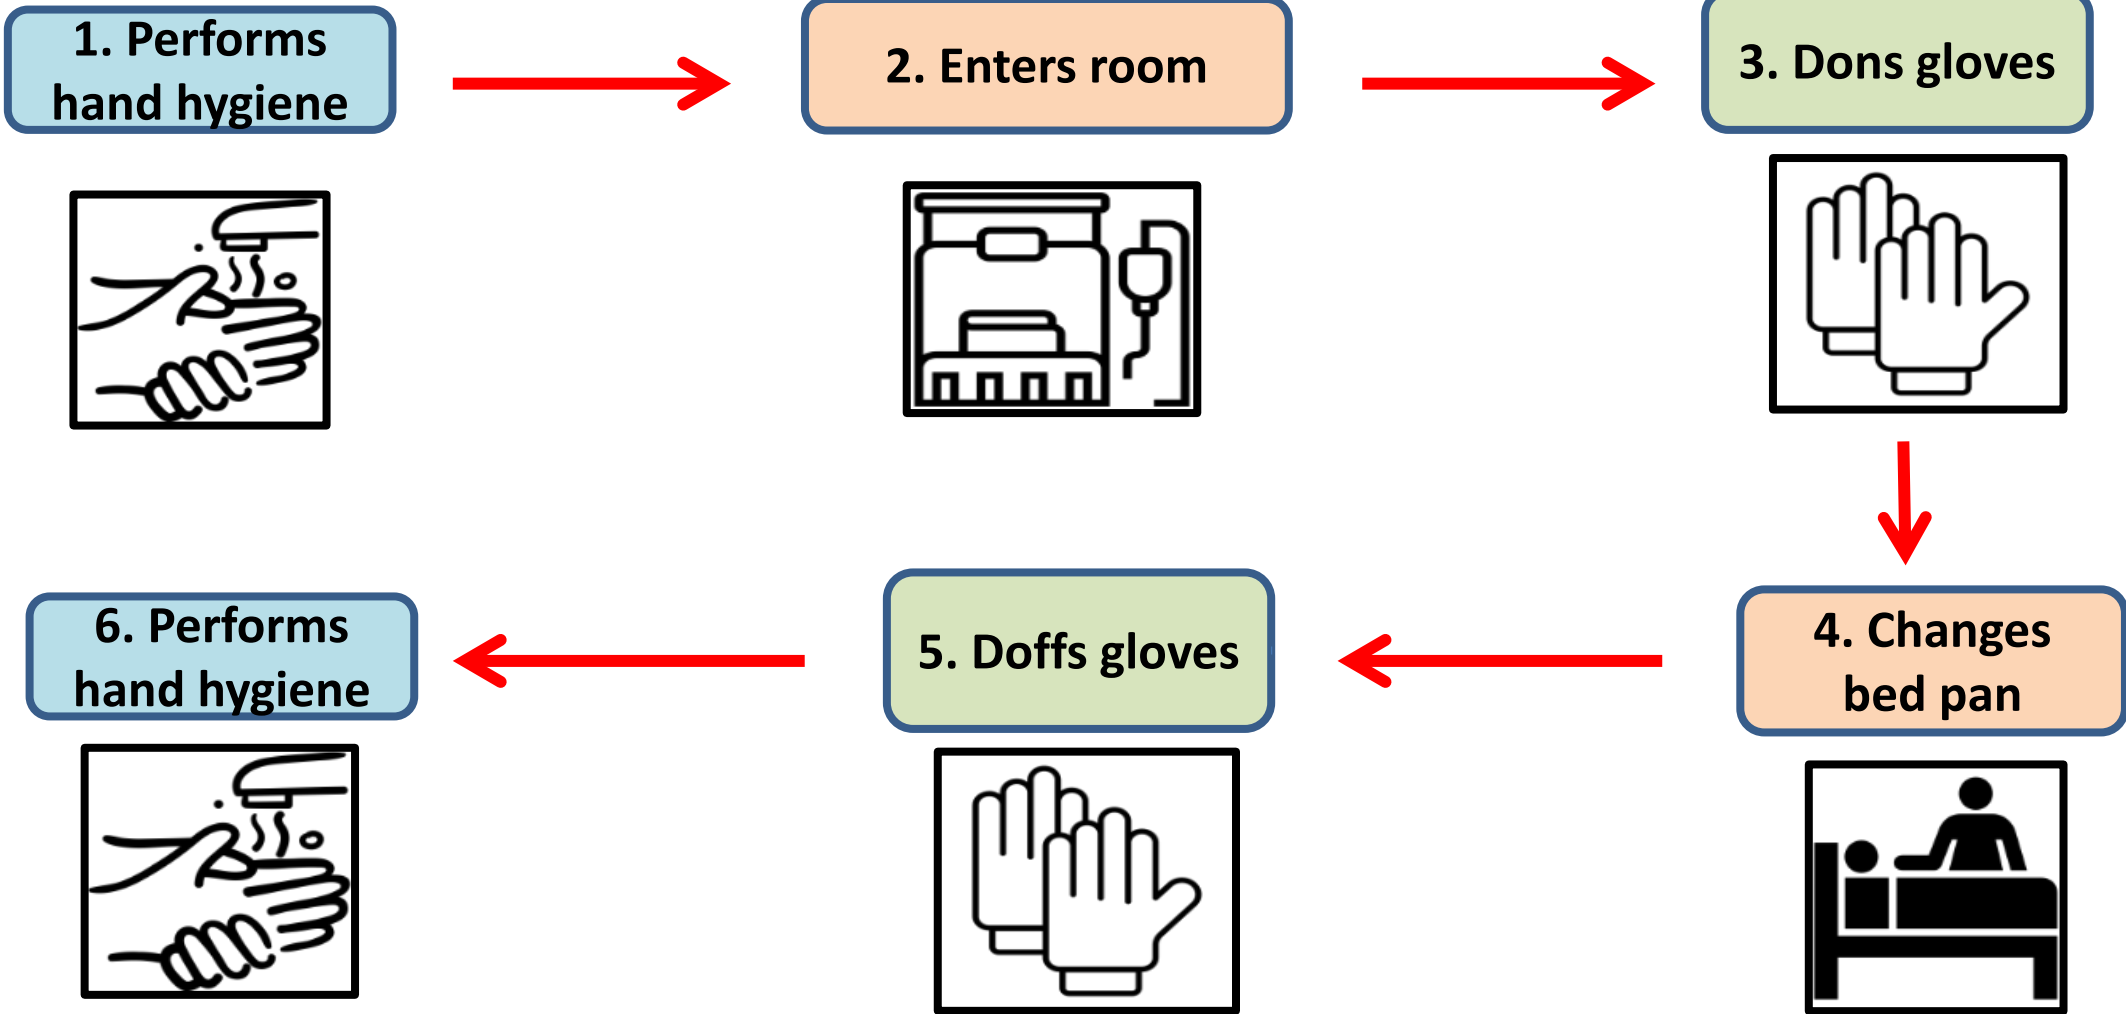 1. Performs
hand hygiene
2. Enters room
3. Dons gloves
6. Performs
hand hygiene
5. Doffs gloves
4. Changes
bed pan